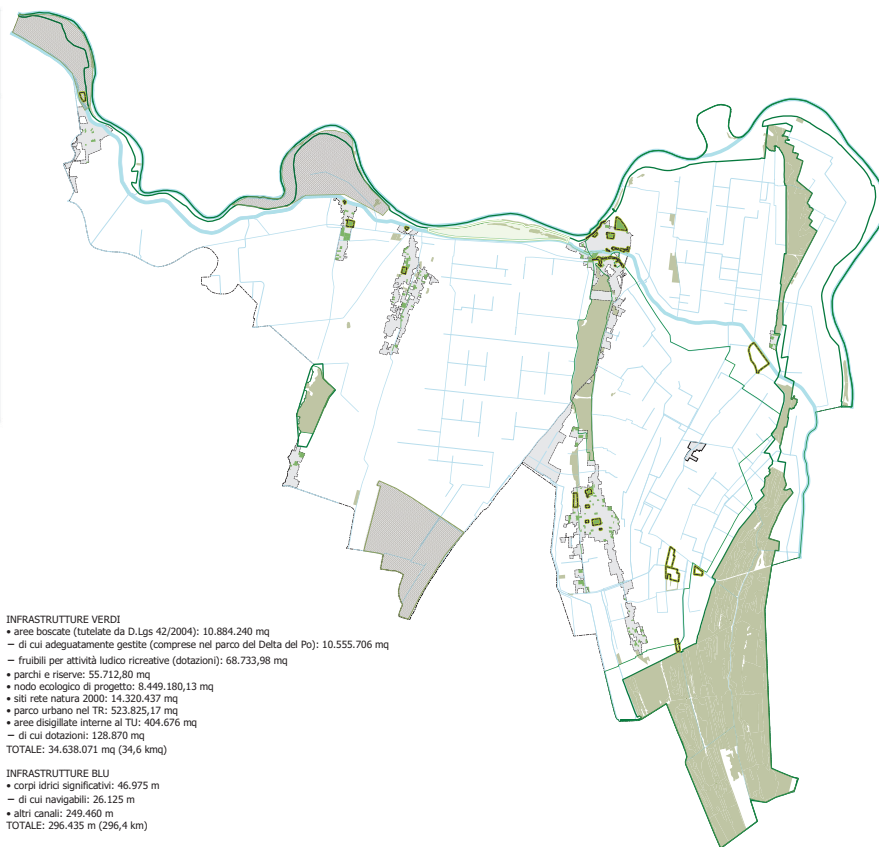 INFRASTRUTTURE VERDI
• aree boscate (tutelate da D.Lgs 42/2004): 10.884.240 mq
− di cui adeguatamente gestite (comprese nel parco del Delta del Po): 10.555.706 mq
− fruibili per attività ludico ricreative (dotazioni): 68.733,98 mq
• parchi e riserve: 55.712,80 mq
• nodo ecologico di progetto: 8.449.180,13 mq
• siti rete natura 2000: 14.320.437 mq
• parco urbano nel TR: 523.825,17 mq
• aree disigillate interne al TU: 404.676 mq
− di cui dotazioni: 128.870 mq
TOTALE: 34.638.071 mq (34,6 kmq)
INFRASTRUTTURE BLU
• corpi idrici significativi: 46.975 m
− di cui navigabili: 26.125 m
• altri canali: 249.460 m
TOTALE: 296.435 m (296,4 km)